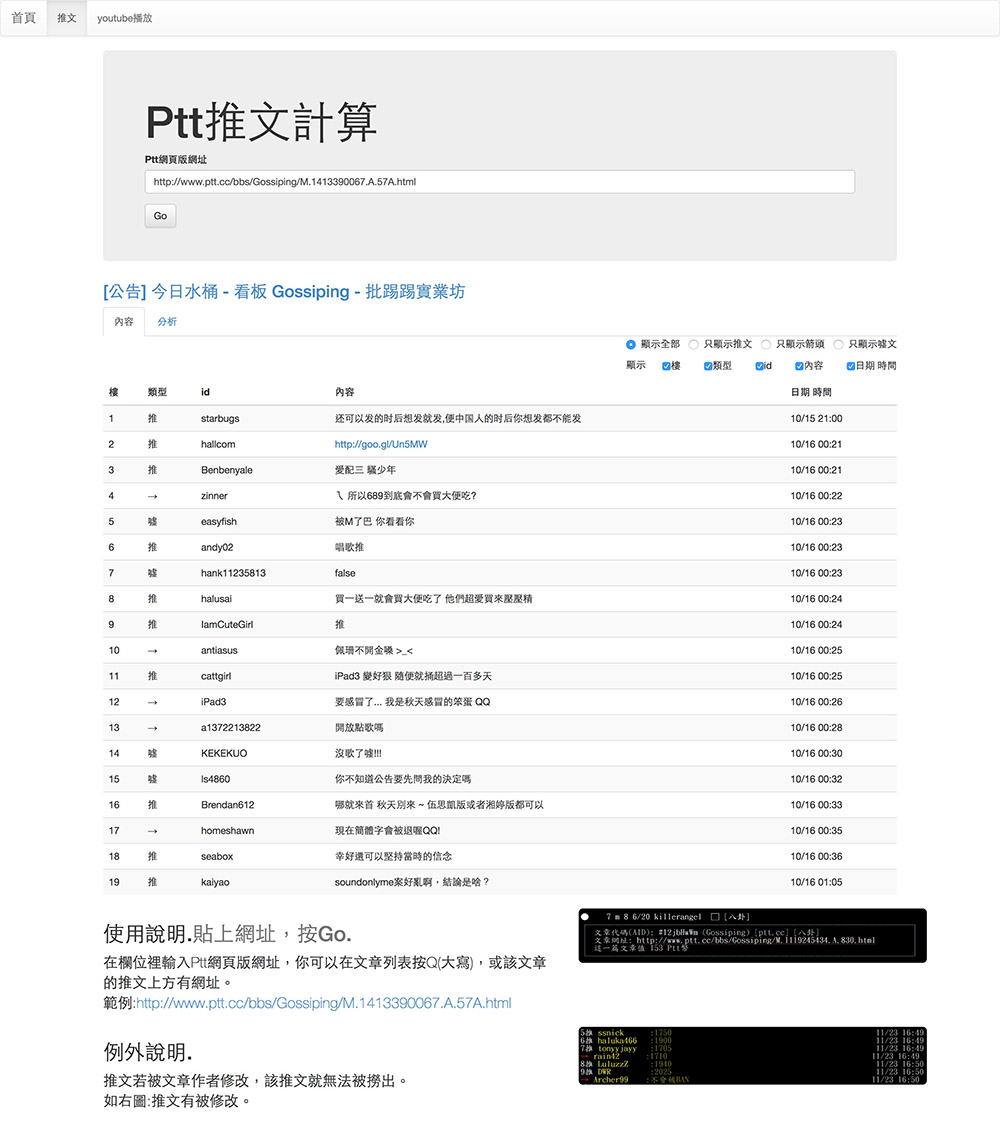 首頁 推文 youtube播放
Ptt推文計算
Ptt網頁版網址
http://www.ptt.cc/bbs/Gossiping/M.1413390067.A.57A.html
Go
[公告] 今日水桶 - 看板 Gossiping - 批踢踢實業坊
內容 分析
顯示全部 只顯示推文 只顯示箭頭 只顯示噓文
顯示 樓 類型 id 內容 日期 時間
樓 類型 id 內容 日期 時間
1 推 starbugs 还可以发的时后想发就发,便中国人的时后你想发都不能发 10/15 21:00
2 推 hallcom http://goo.gl/Un5MW 10/16 00:21
3 推 Benbenyale 愛配三 騷少年 10/16 00:21
4 → zinner ㄟ 所以689到底會不會買大便吃? 10/16 00:22
5 噓 easyfish 被M了巴 你看看你 10/16 00:23
6 推 andy02 唱歌推 10/16 00:23
7 噓 hank11235813 false 10/16 00:23
8 推 halusai 買一送一就會買大便吃了 他們超愛買來壓壓精 10/16 00:24
9 推 IamCuteGirl 推 10/16 00:24
10 → antiasus 佩珊不開金嗓 >_< 10/16 00:25
11 推 cattgirl iPad3 變好狠 隨便就捅超過一百多天 10/16 00:25
12 → iPad3 要感冒了... 我是秋天感冒的笨蛋 QQ 10/16 00:26
13 → a1372213822 開放點歌嗎 10/16 00:28
14 噓 KEKEKUO 沒歌了噓!!! 10/16 00:30
15 噓 ls4860 你不知道公告要先問我的決定嗎 10/16 00:32
16 推 Brendan612 哪就來首 秋天別來 ~ 伍思凱版或者湘婷版都可以 10/16 00:33
17 → homeshawn 現在簡體字會被退喔QQ! 10/16 00:35
18 推 seabox 幸好還可以堅持當時的信念 10/16 00:36
19 推 kaiyao soundonlyme案好亂啊，結論是啥？ 10/16 01:05
使用說明.貼上網址，按Go.
在欄位裡輸入Ptt網頁版網址，你可以在文章列表按Q(大寫)，或該文章
的推文上方有網址。
範例:http://www.ptt.cc/bbs/Gossiping/M.1413390067.A.57A.html
7 m 8 6/20 killerangel □ [八卦]
文章代碼(AID): #12jbHwWm (Gossiping) [ptt.cc] [八卦]
文章網址: http://www.ptt.cc/bbs/Gossiping/M.1119245434.A.830.html
這一篇文章值 153 Ptt幣
例外說明.
推文若被文章作者修改，該推文就無法被撈出。
如右圖:推文有被修改。
5推 ssnick :1750 11/23 16:49
6推 haluka466 :1900 11/23 16:49
7推 tonyyjayy :1705 11/23 16:49
→ rain42 :1710 11/23 16:49
8推 LuluzzZ :1940 11/23 16:50
9推 DWR :2025 11/23 16:50
→ Archer99 :不會被BAN 11/23 16:50